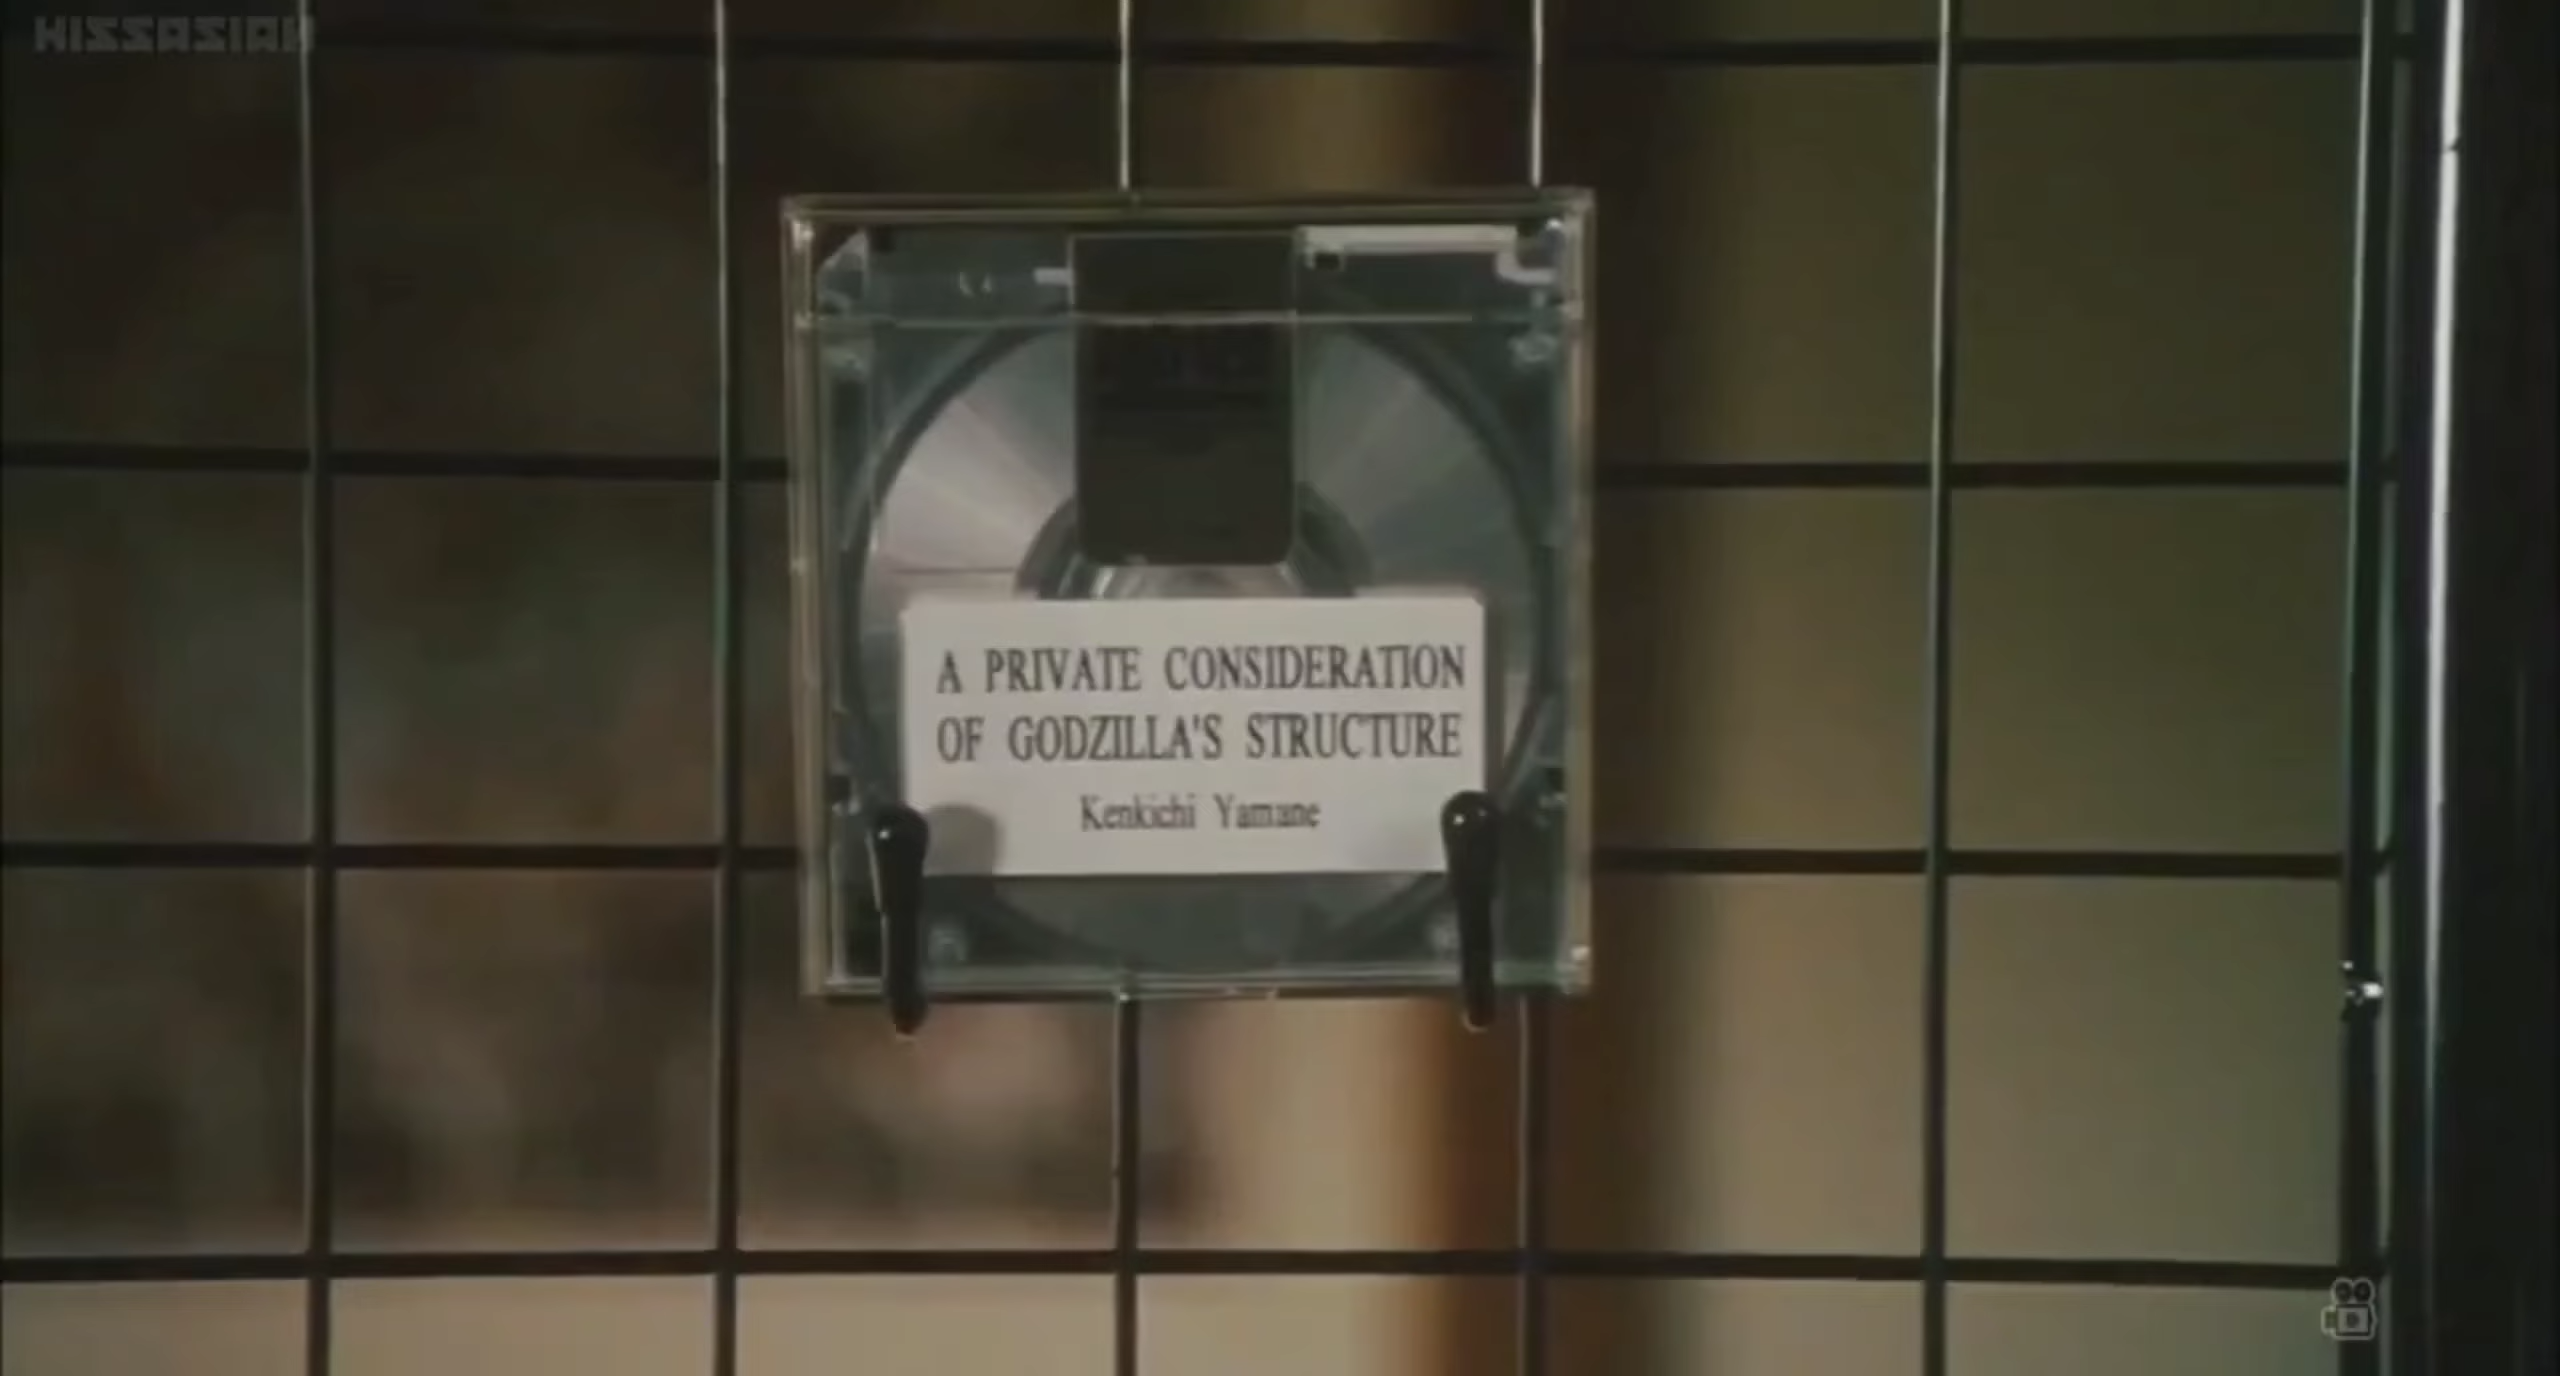 KISSASIAN
A PRIVATE CONSIDERATION
OF GODZILLA'S STRUCTURE
Kenkichi Yamane